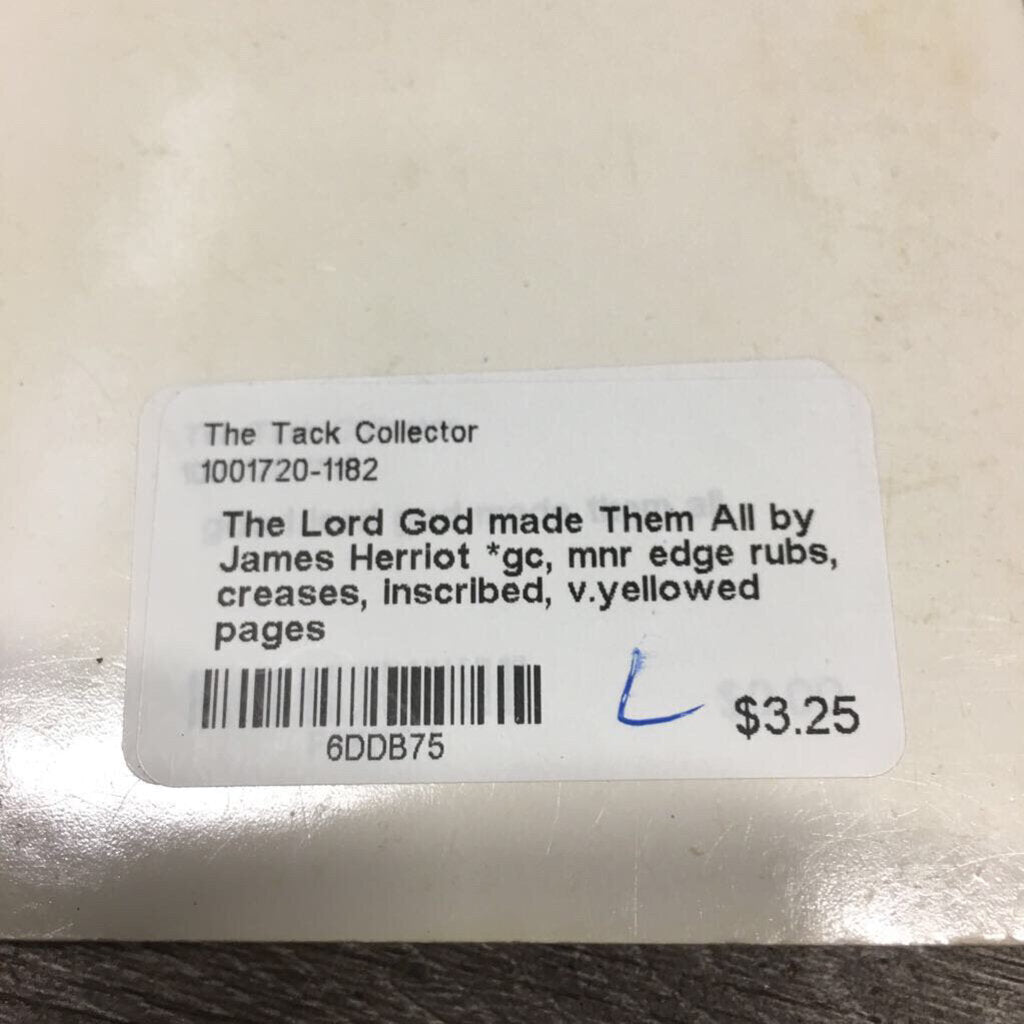 The Tack Collector
1001720-1182
The Lord God made Them All by
James Herriot *gc, mnr edge rubs,
creases, inscribed, v.yellowed
pages
6DDB75
L
$3.25